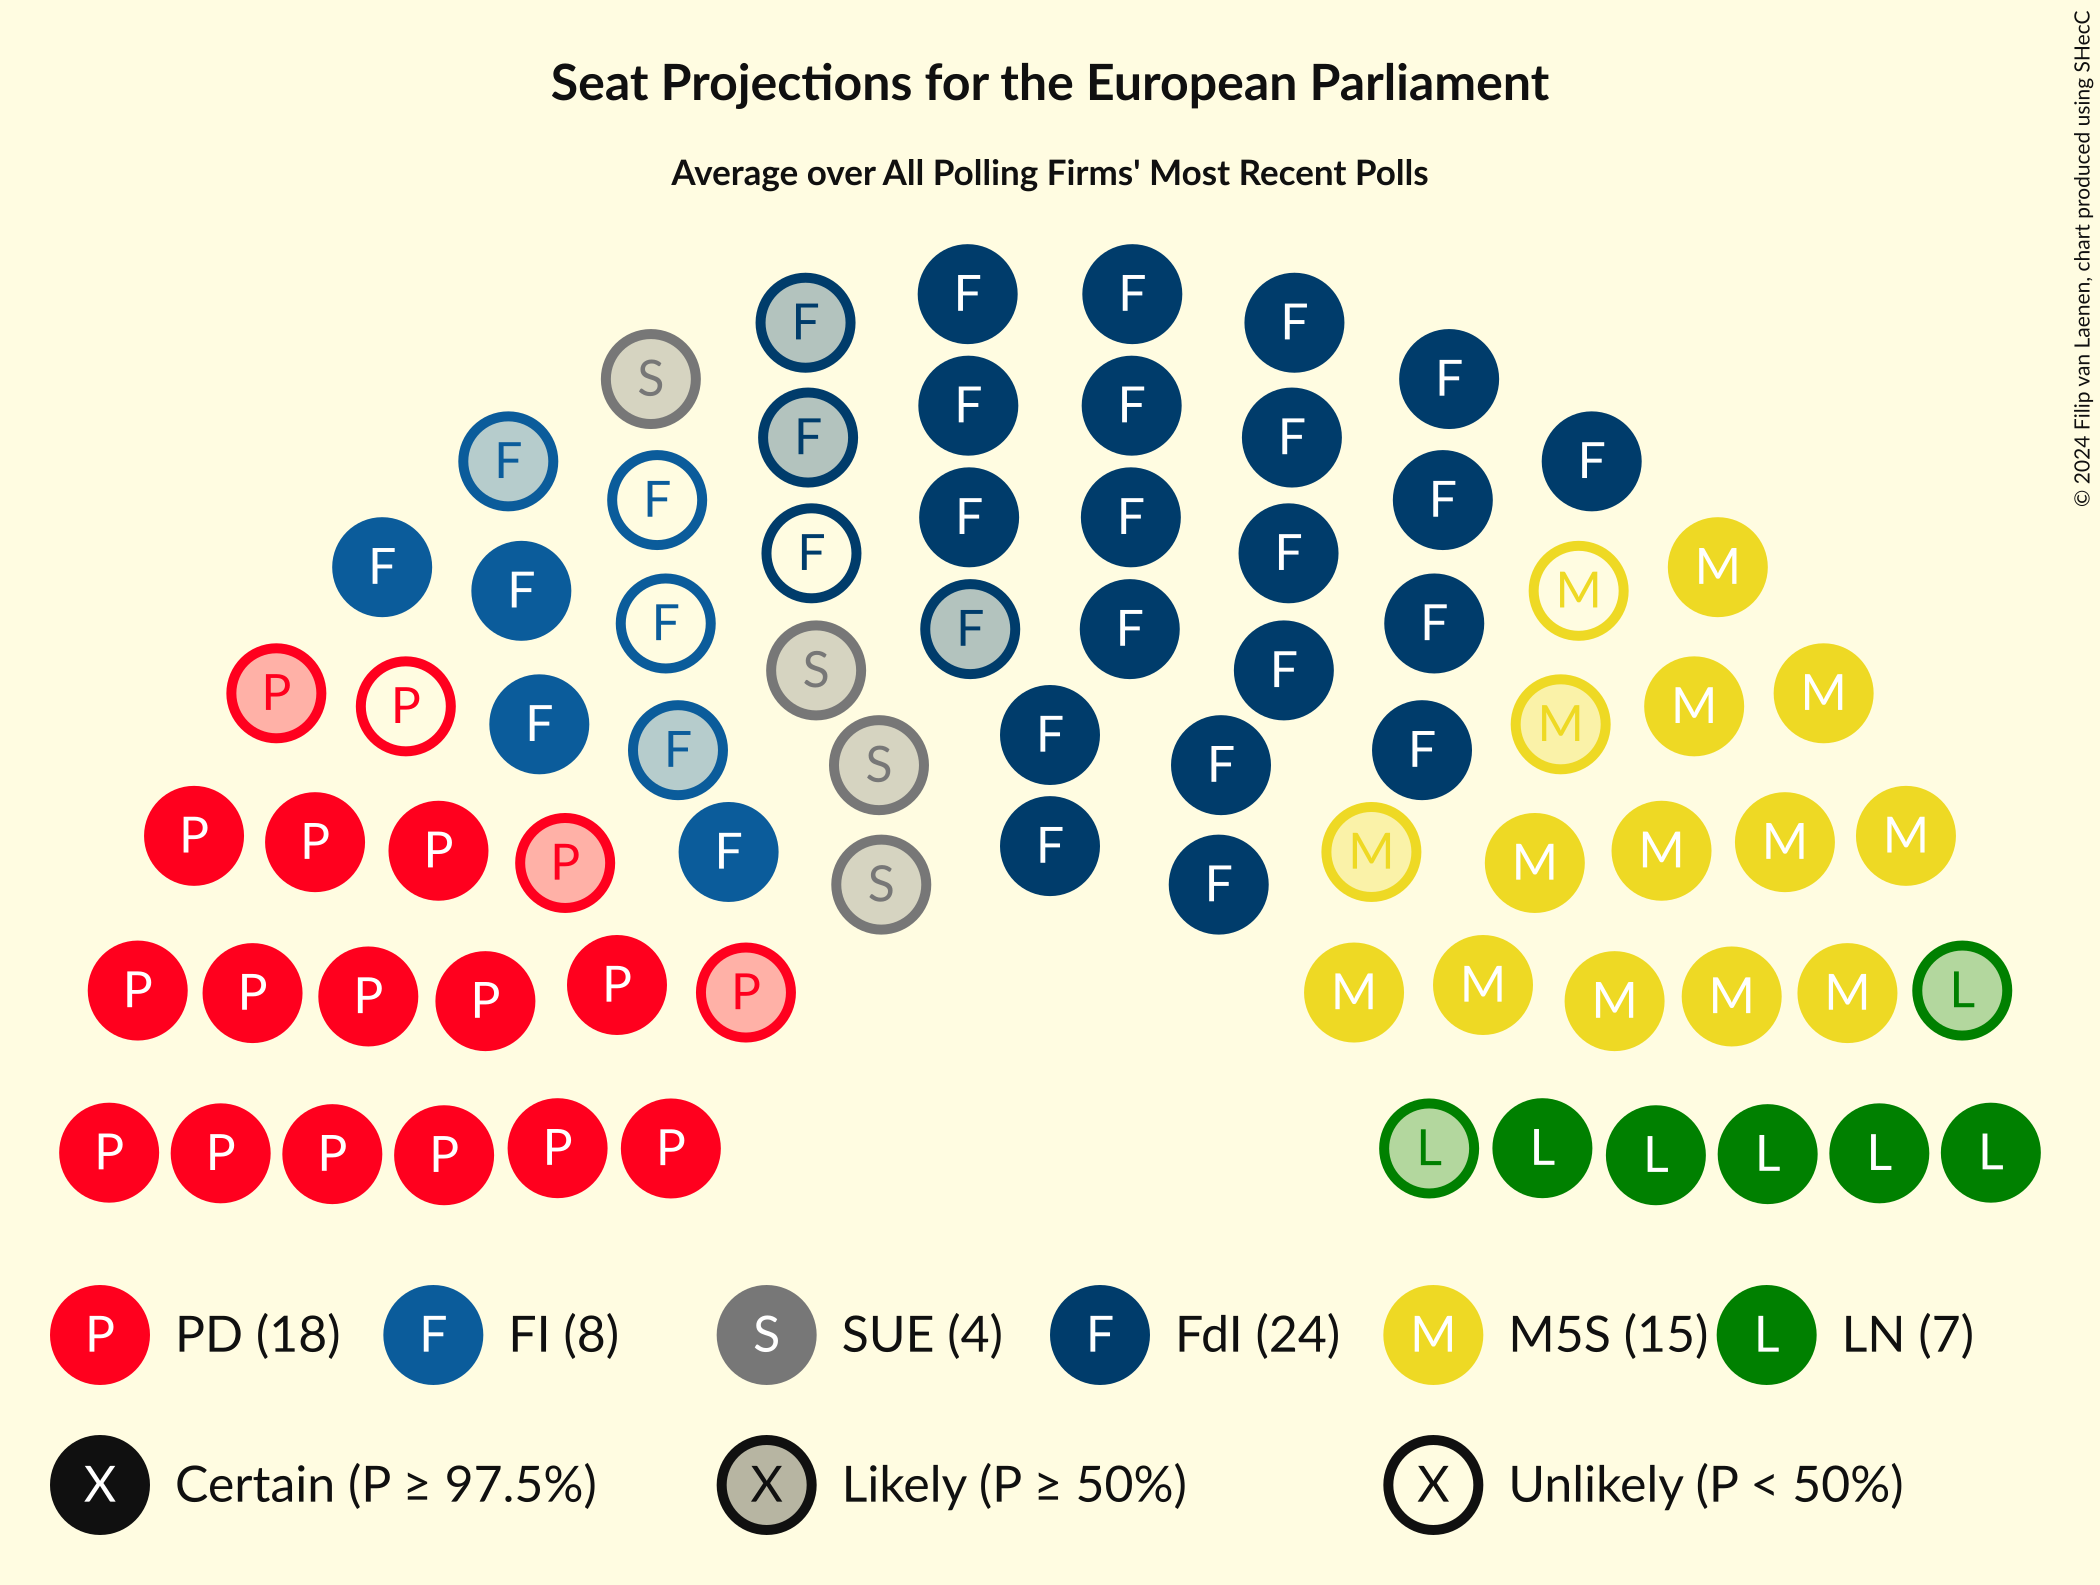 Seat Projections for the European Parliament
Average over All Polling Firms' Most Recent Polls
© 2024 Filip van Laenen, chart produced using SHecC
F F
F F
S F
F F
F F
F F
F F
F F
F F
F M
F F M F
F F
S F
F F
P M
P M
F F F F M
S F
P P M M
P P P F F M M M M
S F
P P P P P P M M M M M L
P P P P P P L L L L L L
P PD (18) F FI (8) S SUE (4) F FdI (24) M M5S (15) L LN (7)
X Certain (P ≥ 97.5%) X Likely (P ≥ 50%) X Unlikely (P < 50%)